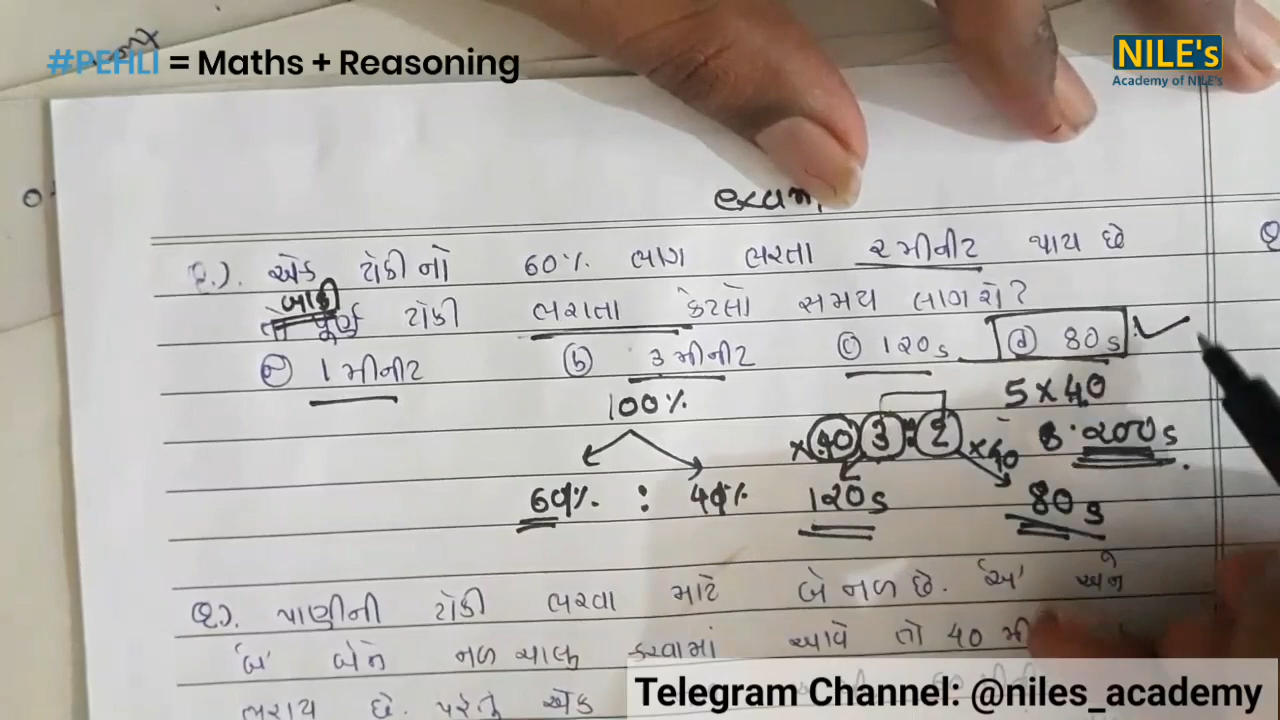 #PEHLI = Maths + Reasoning
NILE's
Academy of NILE's
exam,
Q.). એક ટાંકીનો 60% ભાગ ભરતા ૨ મીનીટ થાય છે
બાકી
તો પૂર્ણ ટાંકી ભરાતા કેટલો સમય લાગશે?
1 મીનીટ (b) 3 મીનીટ (c) 120s (d) 80s
100% 5 x 40
x 40 3 : 2 x 40 200s
60% : 40% 120s 80s
Q). પાણીની ટાંકી ભરવા માટે બે નળ છે. 'અ' અને
'બ' બંને નળ ચાલુ કરવામાં આવે તો 40
ભરાય છે. પરંતુ એક
Telegram Channel: @niles_academy